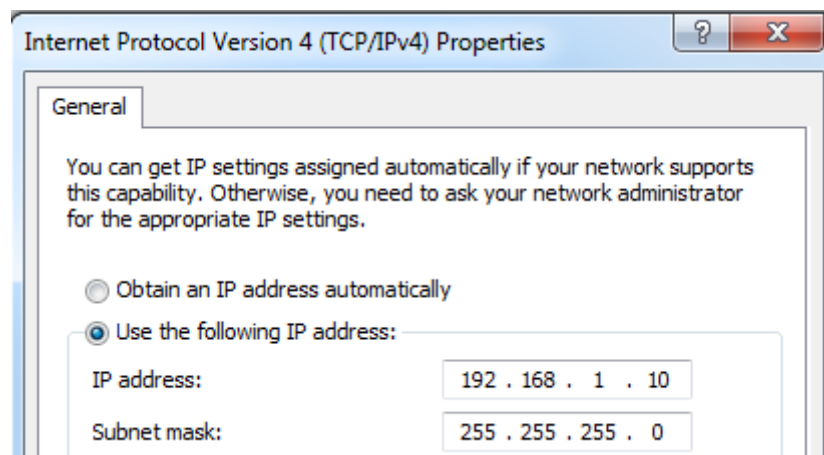 Internet Protocol Version 4 (TCP/IPv4) Properties
General
You can get IP settings assigned automatically if your network supports
this capability. Otherwise, you need to ask your network administrator
for the appropriate IP settings.
Obtain an IP address automatically
Use the following IP address:
IP address: 192 . 168 . 1 . 10
Subnet mask: 255 . 255 . 255 . 0